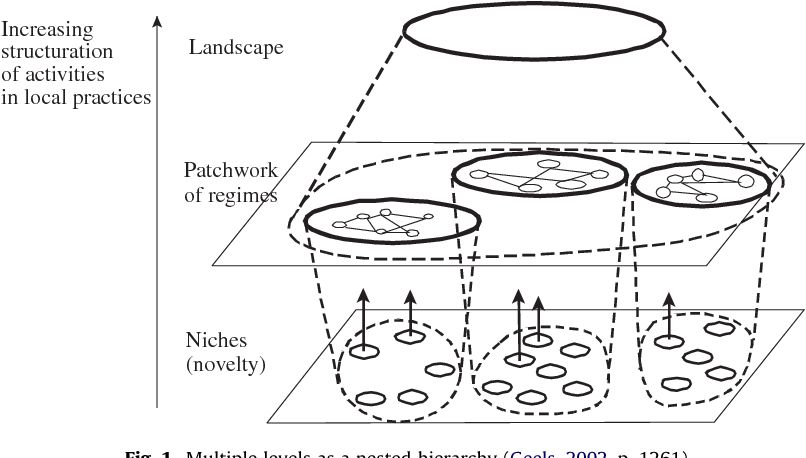 Increasing
structuration
of activities
in local practices
Landscape
Patchwork
of regimes
Niches
(novelty)
Fig. 1. Multiple levels as a nested hierarchy (Geels, 2002, p. 1261)